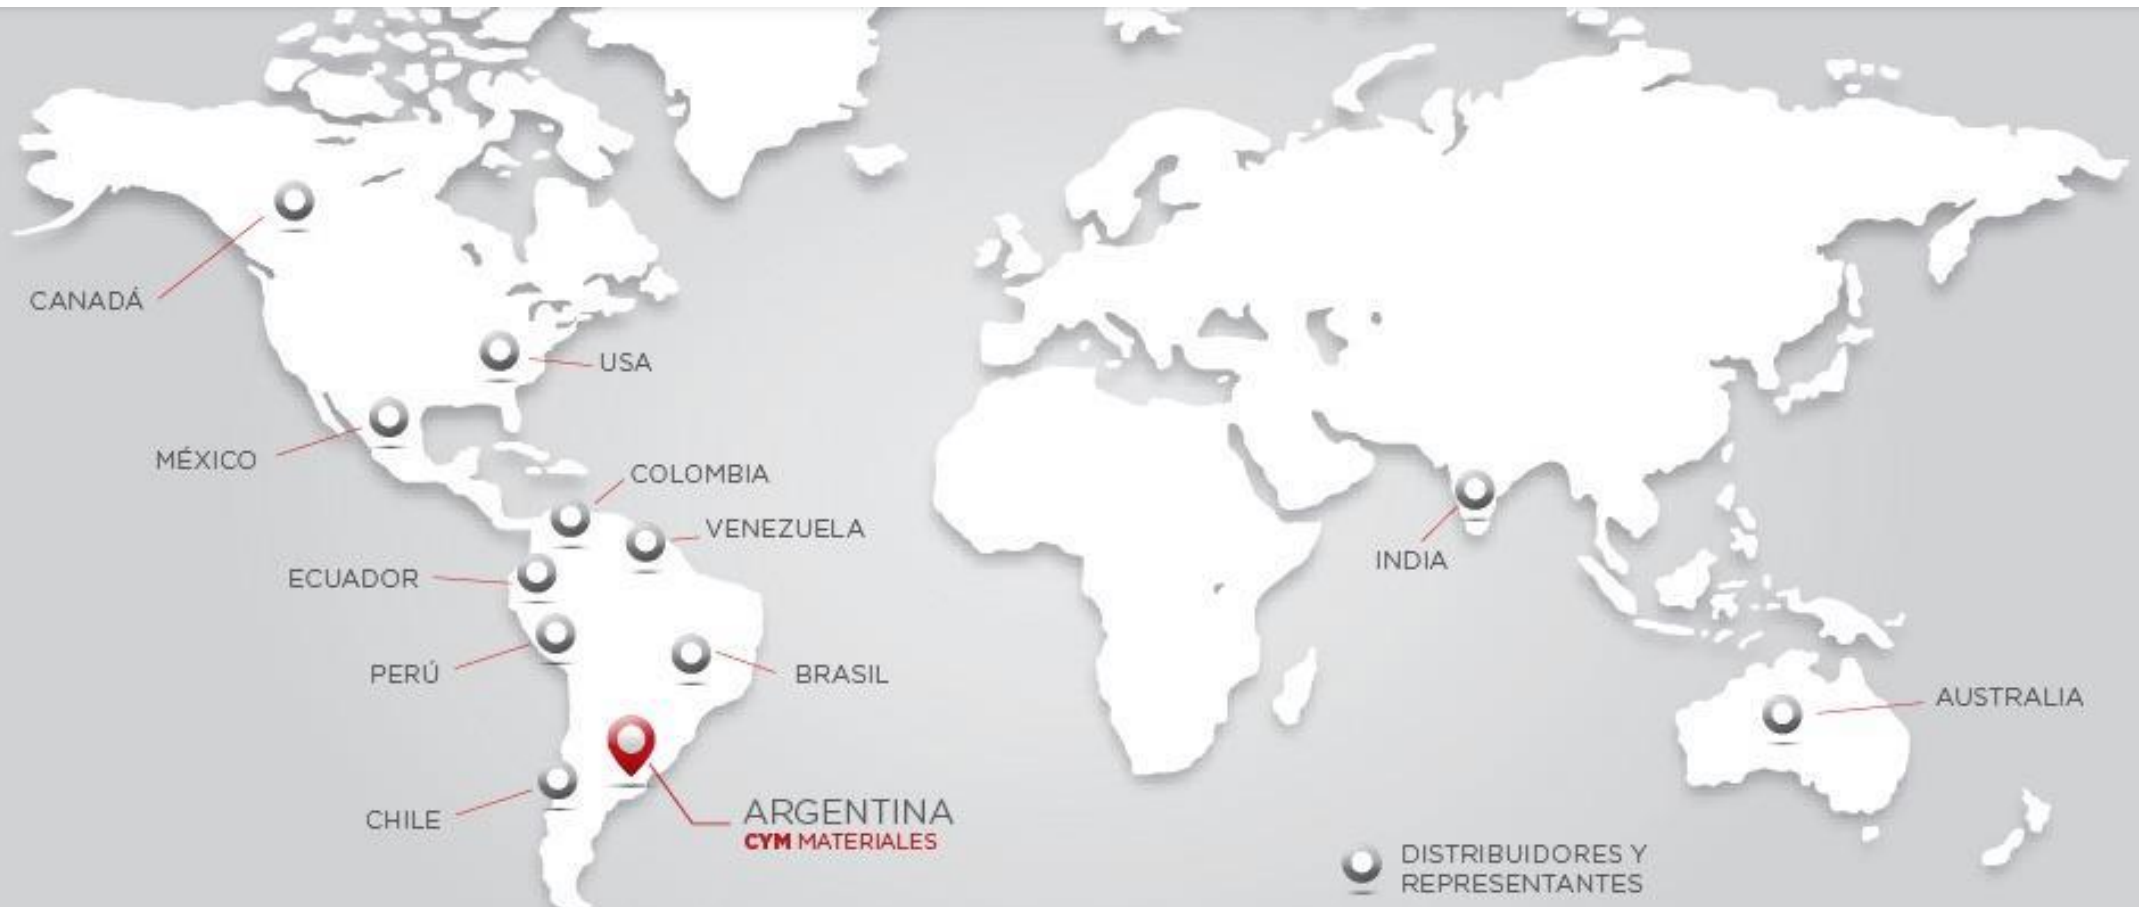 CANADÁ
USA
MÉXICO
COLOMBIA
VENEZUELA
ECUADOR
INDIA
PERÚ
BRASIL
AUSTRALIA
CHILE
ARGENTINA
CYM MATERIALES
DISTRIBUIDORES Y
REPRESENTANTES